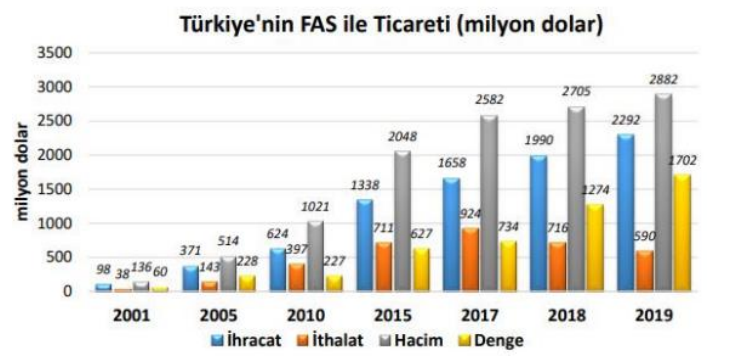 Türkiye'nin FAS ile Ticareti (milyon dolar)
milyon dolar
3500
3000
2500
2000
1500
1000
500
0
98 38 136 60
371 143 514 228
624 397 1021 227
1338 711 2048 627
1658 924 2582 734
1990 716 2705 1274
2292 590 2882 1702
2001 2005 2010 2015 2017 2018 2019
İhracat İthalat Hacim Denge